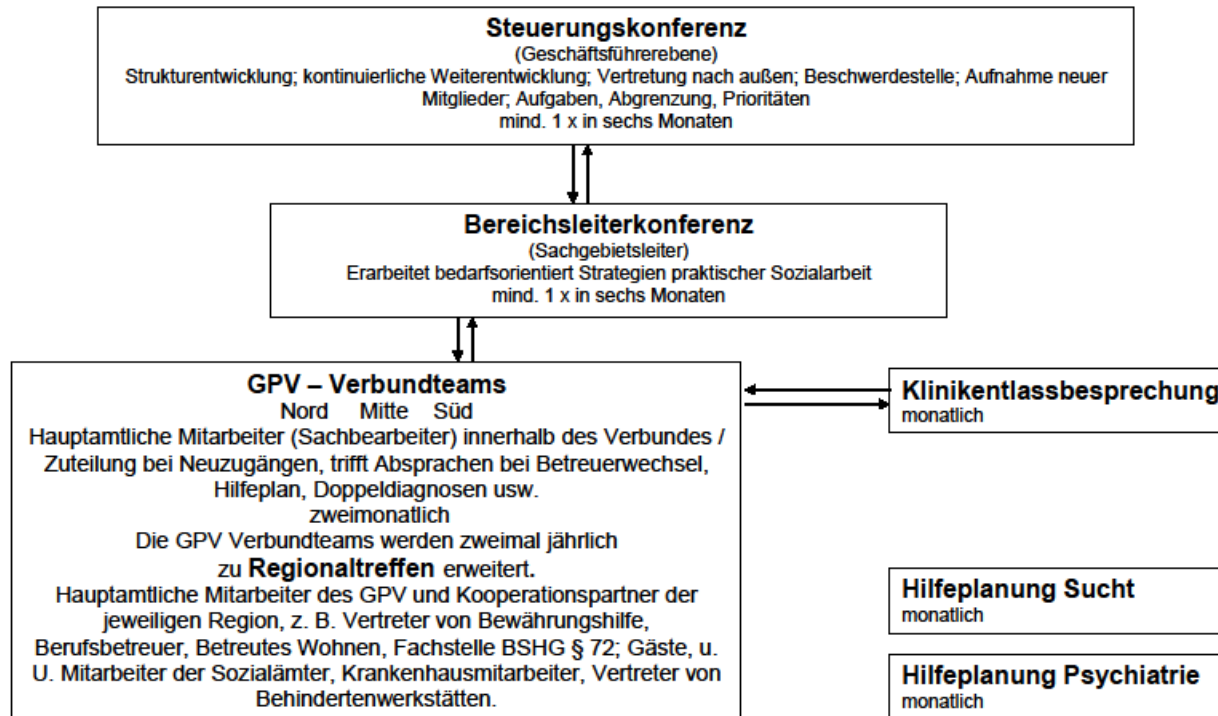 Steuerungskonferenz
(Geschäftsführerebene)
Strukturentwicklung; kontinuierliche Weiterentwicklung; Vertretung nach außen; Beschwerdestelle; Aufnahme neuer
Mitglieder; Aufgaben, Abgrenzung, Prioritäten
mind. 1 x in sechs Monaten
Bereichsleiterkonferenz
(Sachgebietsleiter)
Erarbeitet bedarfsorientiert Strategien praktischer Sozialarbeit
mind. 1 x in sechs Monaten
GPV – Verbundteams
Nord Mitte Süd
Hauptamtliche Mitarbeiter (Sachbearbeiter) innerhalb des Verbundes /
Zuteilung bei Neuzugängen, trifft Absprachen bei Betreuerwechsel,
Hilfeplan, Doppeldiagnosen usw.
zweimonatlich
Die GPV Verbundteams werden zweimal jährlich
zu Regionaltreffen erweitert.
Hauptamtliche Mitarbeiter des GPV und Kooperationspartner der
jeweiligen Region, z. B. Vertreter von Bewährungshilfe,
Berufsbetreuer, Betreutes Wohnen, Fachstelle BSHG § 72; Gäste, u.
U. Mitarbeiter der Sozialämter, Krankenhausmitarbeiter, Vertreter von
Behindertenwerkstätten.
Klinikentlassbesprechung
monatlich
Hilfeplanung Sucht
monatlich
Hilfeplanung Psychiatrie
monatlich